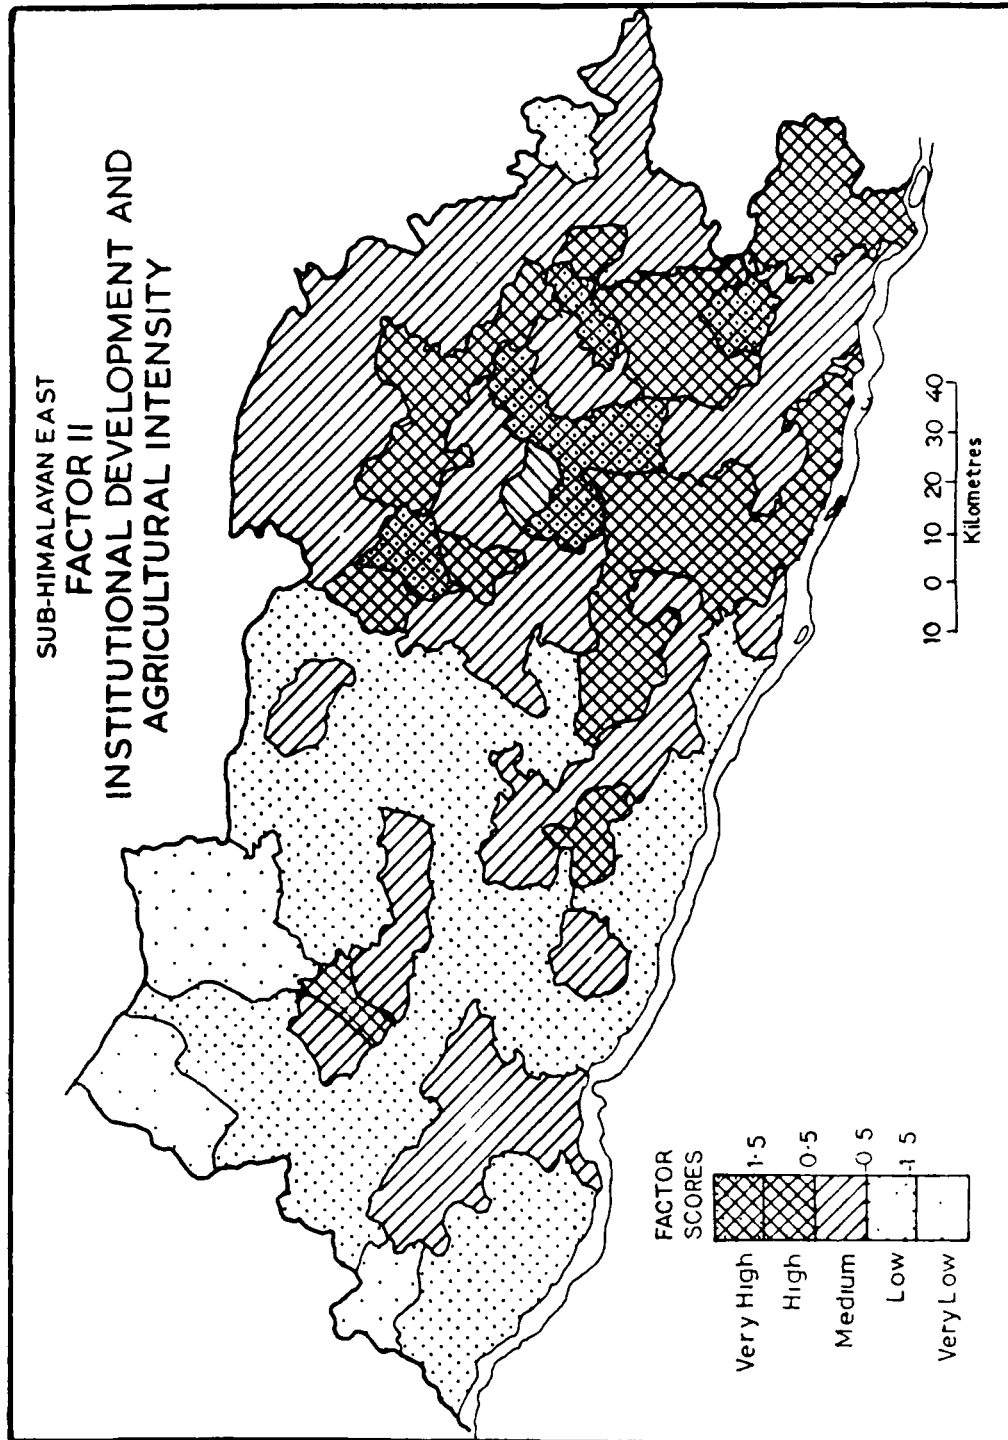 SUB-HIMALAYAN EAST
FACTOR II
INSTITUTIONAL DEVELOPMENT AND
AGRICULTURAL INTENSITY
FACTOR
SCORES
Very High
1·5
High
0·5
Medium
-0·5
Low
-1·5
Very Low
10 0 10 20 30 40
Kilometres